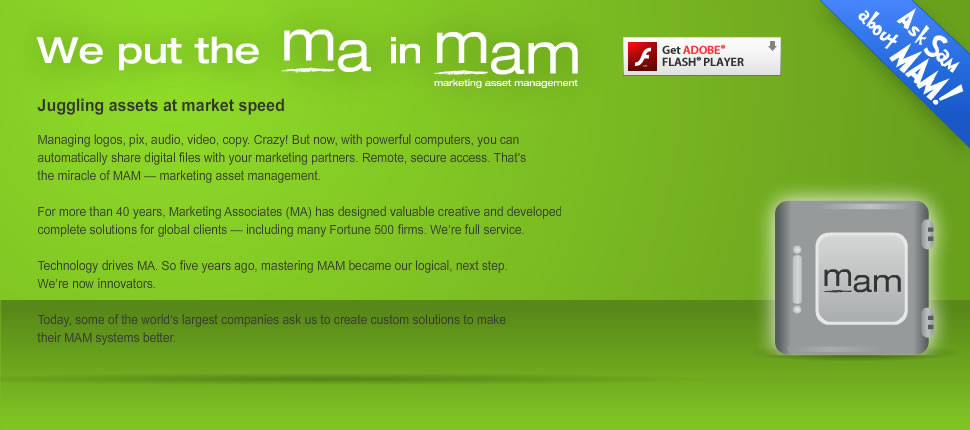 We put the ma in mam
marketing asset management
Get ADOBE®
FLASH® PLAYER
Ask Sam
about
MAM!
Juggling assets at market speed
Managing logos, pix, audio, video, copy. Crazy! But now, with powerful computers, you can
automatically share digital files with your marketing partners. Remote, secure access. That's
the miracle of MAM — marketing asset management.
For more than 40 years, Marketing Associates (MA) has designed valuable creative and developed
complete solutions for global clients — including many Fortune 500 firms. We're full service.
Technology drives MA. So five years ago, mastering MAM became our logical, next step.
We're now innovators.
Today, some of the world's largest companies ask us to create custom solutions to make
their MAM systems better.
mam